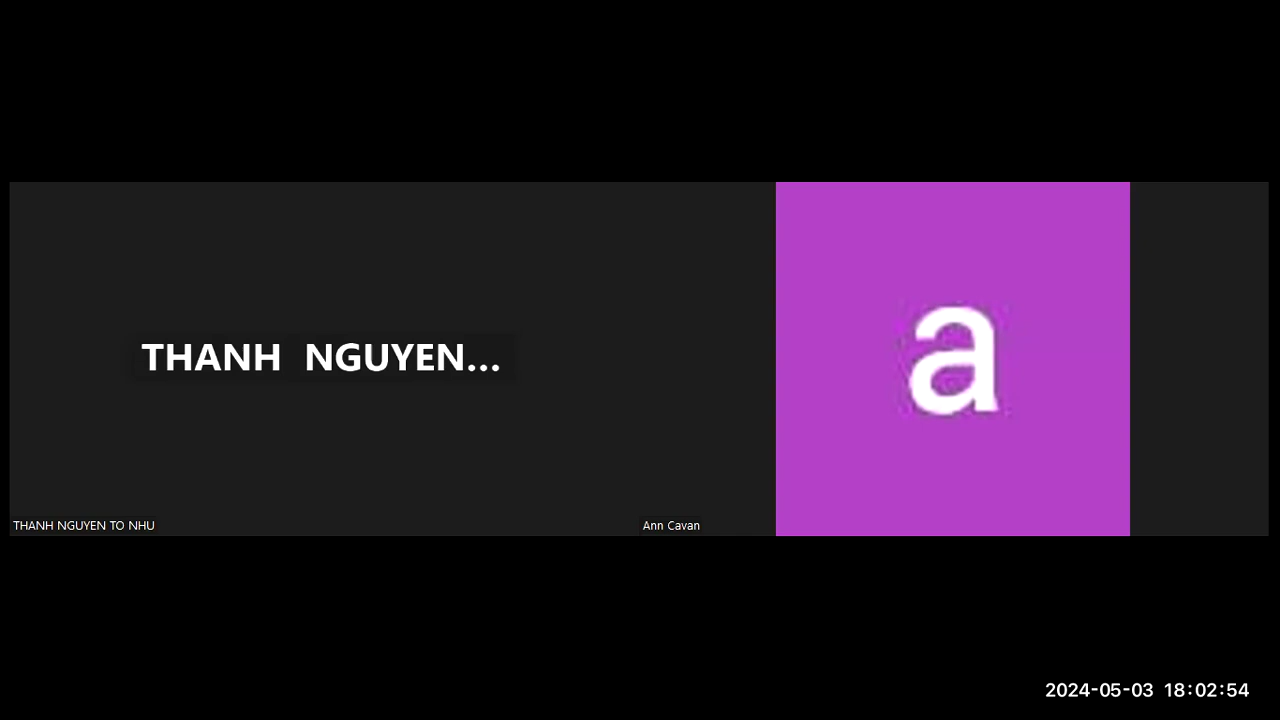 THANH NGUYEN...
a
THANH NGUYEN TO NHU
Ann Cavan
2024-05-03 18:02:54